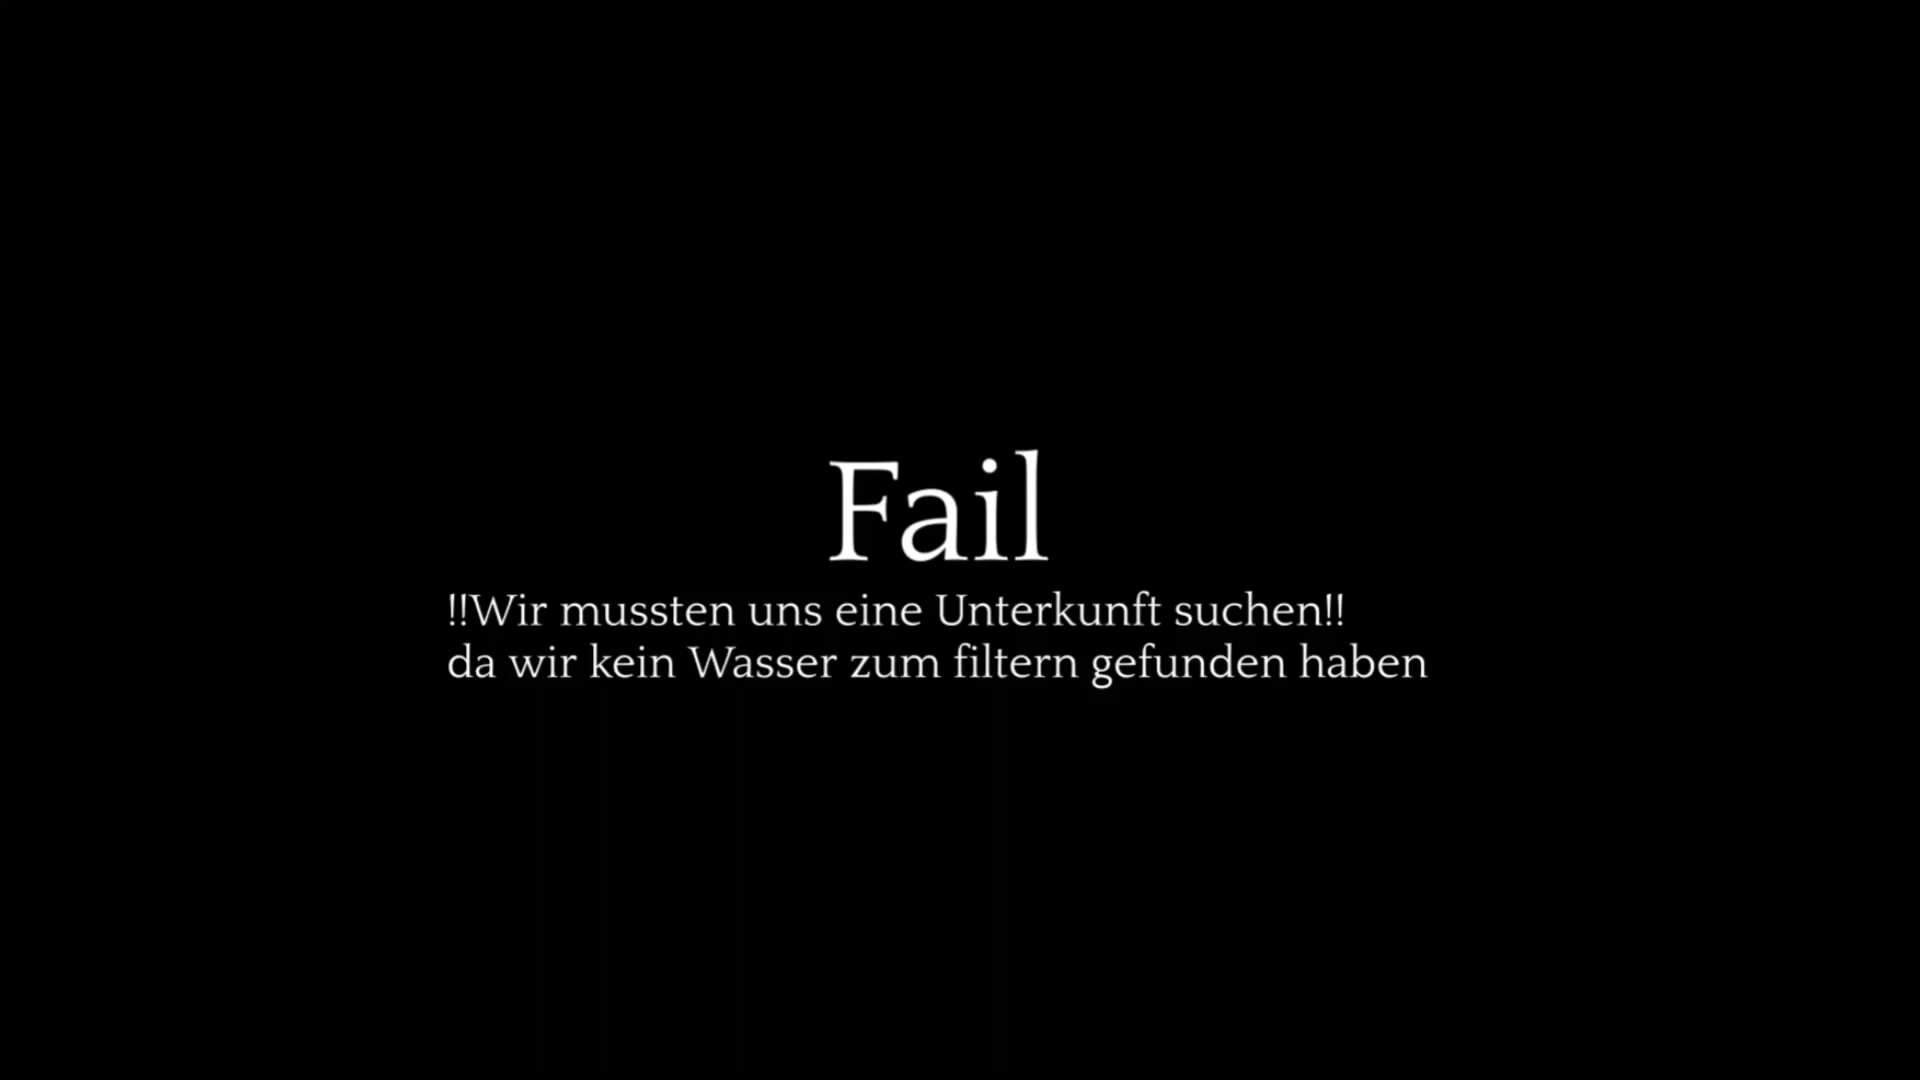 Fail
!!Wir mussten uns eine Unterkunft suchen!!
da wir kein Wasser zum filtern gefunden haben